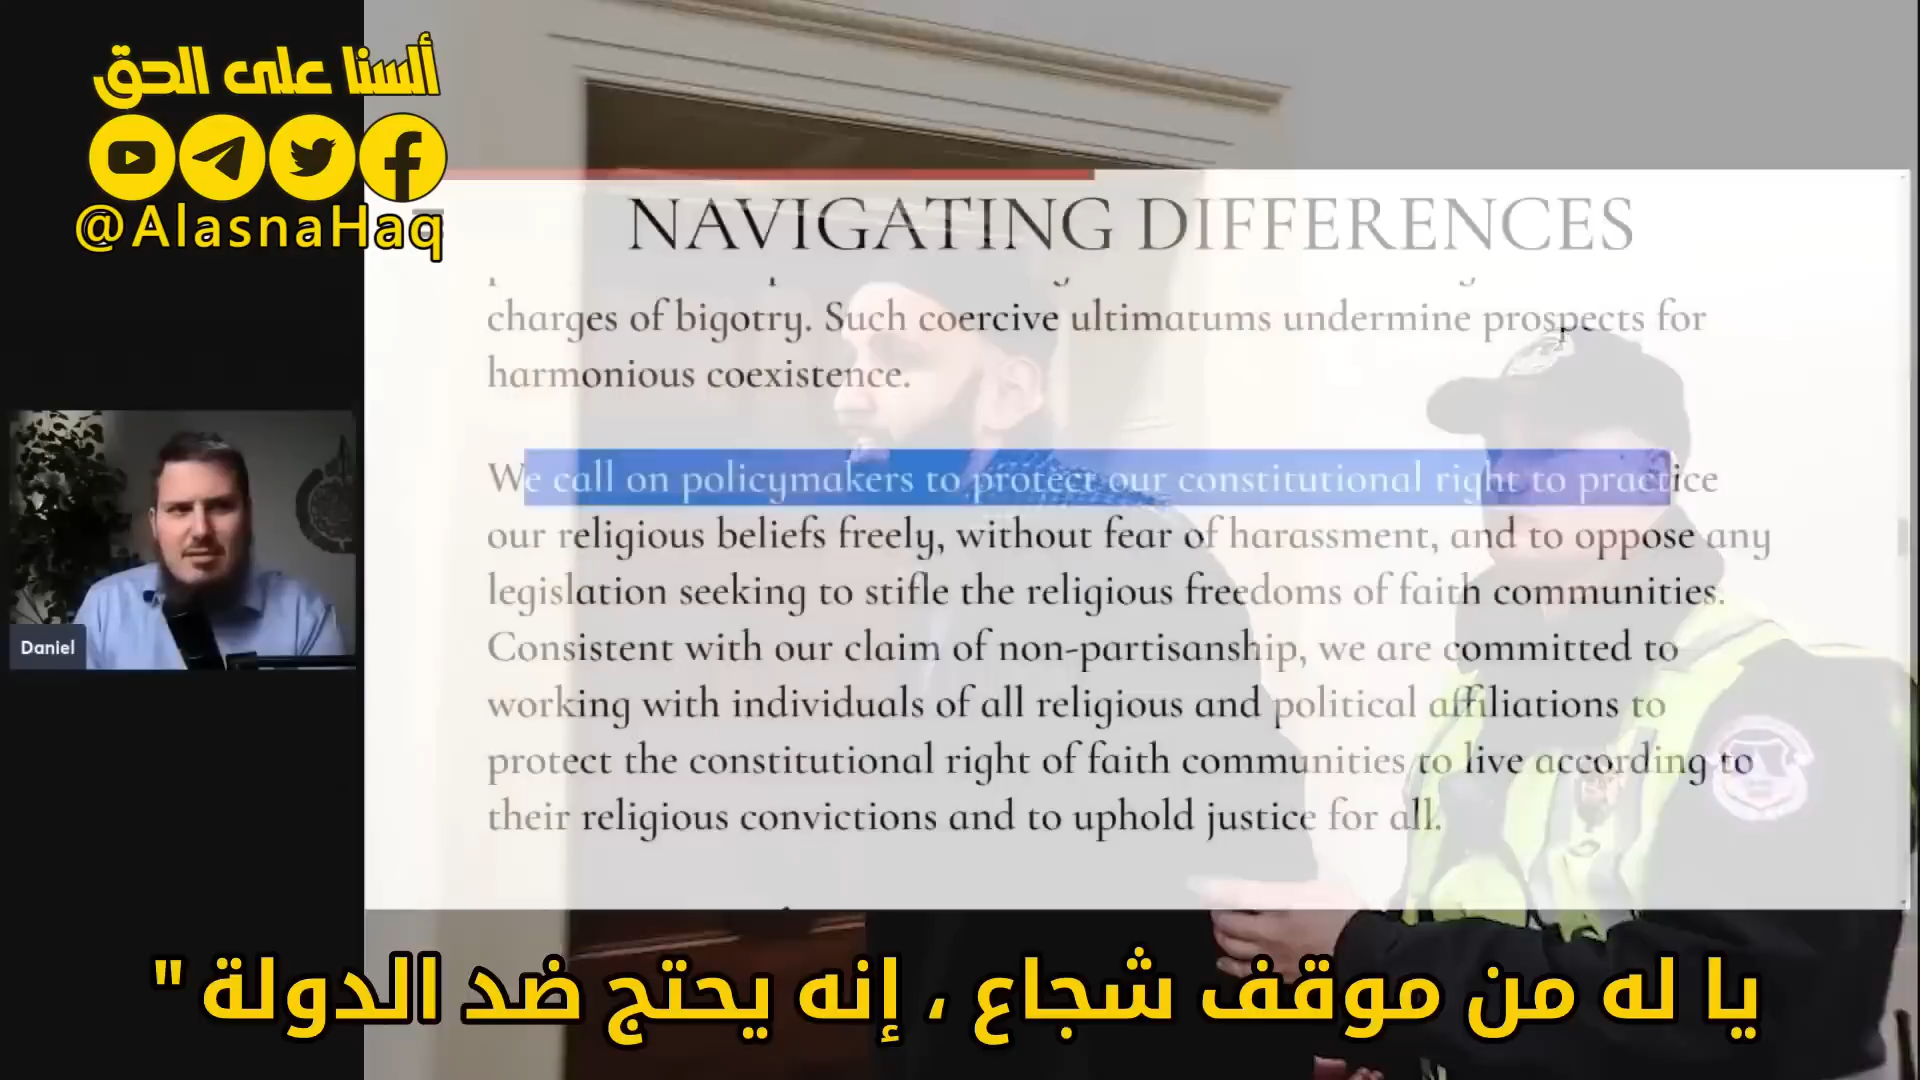 ألسنا على الحق
@AlasnaHaq
NAVIGATING DIFFERENCES
charges of bigotry. Such coercive ultimatums undermine prospects for
harmonious coexistence.
We call on policymakers to protect our constitutional right to practice
our religious beliefs freely, without fear of harassment, and to oppose any
legislation seeking to stifle the religious freedoms of faith communities.
Consistent with our claim of non-partisanship, we are committed to
working with individuals of all religious and political affiliations to
protect the constitutional right of faith communities to live according to
their religious convictions and to uphold justice for all.
Daniel
يا له من موقف شجاع ، إنه يحتج ضد الدولة "